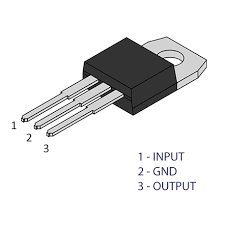 1
2
3
1 - INPUT
2 - GND
3 - OUTPUT